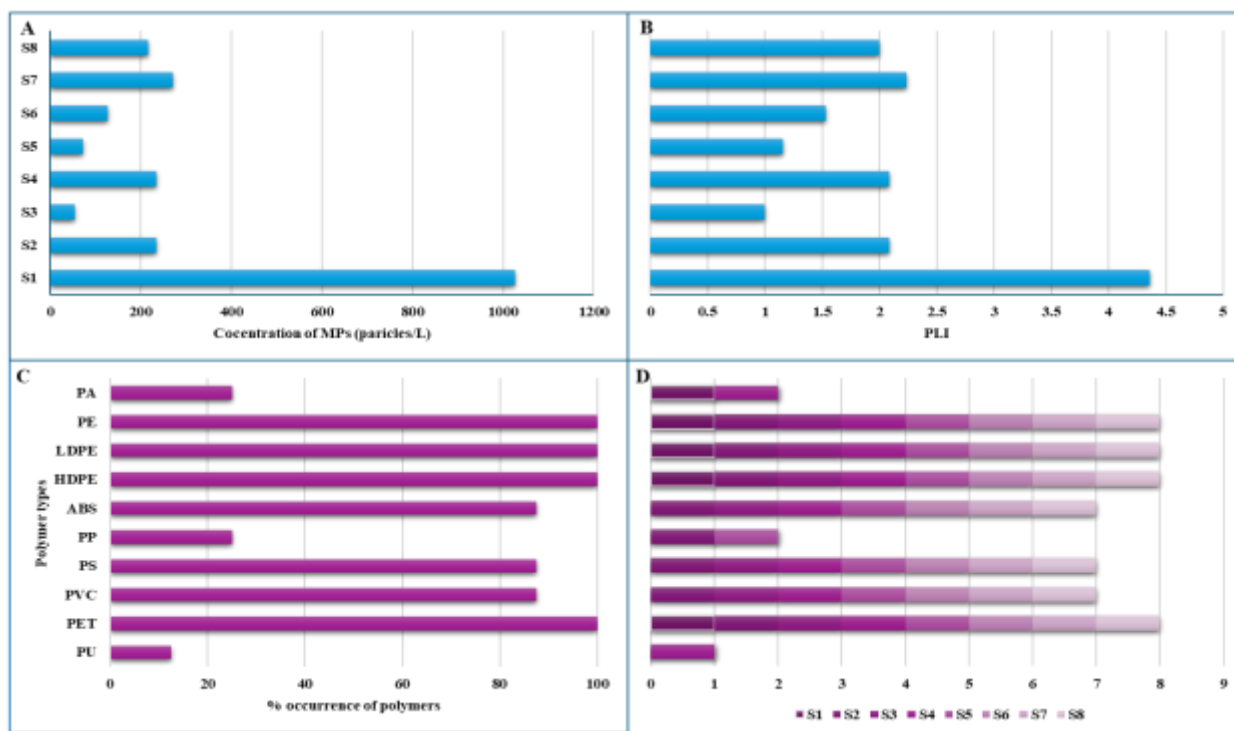 A
S8
S7
S6
S5
S4
S3
S2
S1
0 200 400 600 800 1000 1200
Cocentration of MPs (paricles/L)
B
0 0.5 1 1.5 2 2.5 3 3.5 4 4.5 5
PLI
C
Polymer types
PA
PE
LDPE
HDPE
ABS
PP
PS
PVC
PET
PU
0 20 40 60 80 100
% occurrence of polymers
D
0 1 2 3 4 5 6 7 8 9
S1 S2 S3 S4 S5 S6 S7 S8